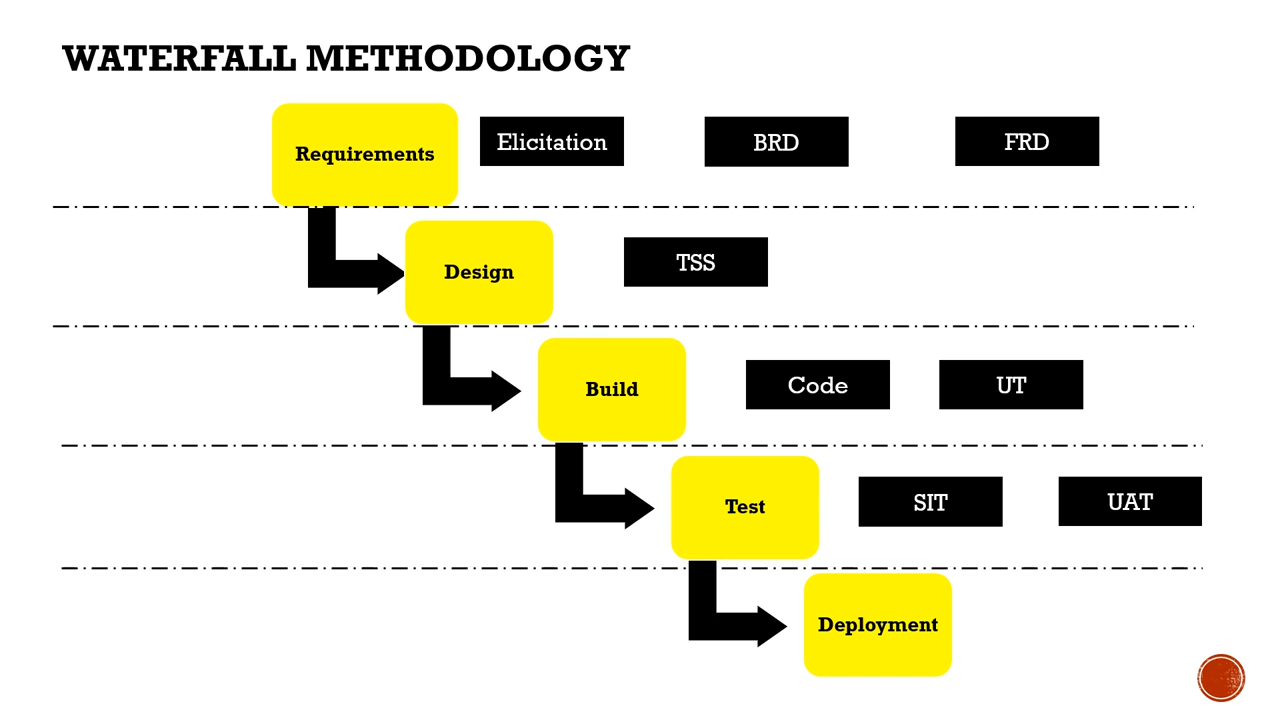 WATERFALL METHODOLOGY
Requirements
Elicitation
BRD
FRD
Design
TSS
Build
Code
UT
Test
SIT
UAT
Deployment